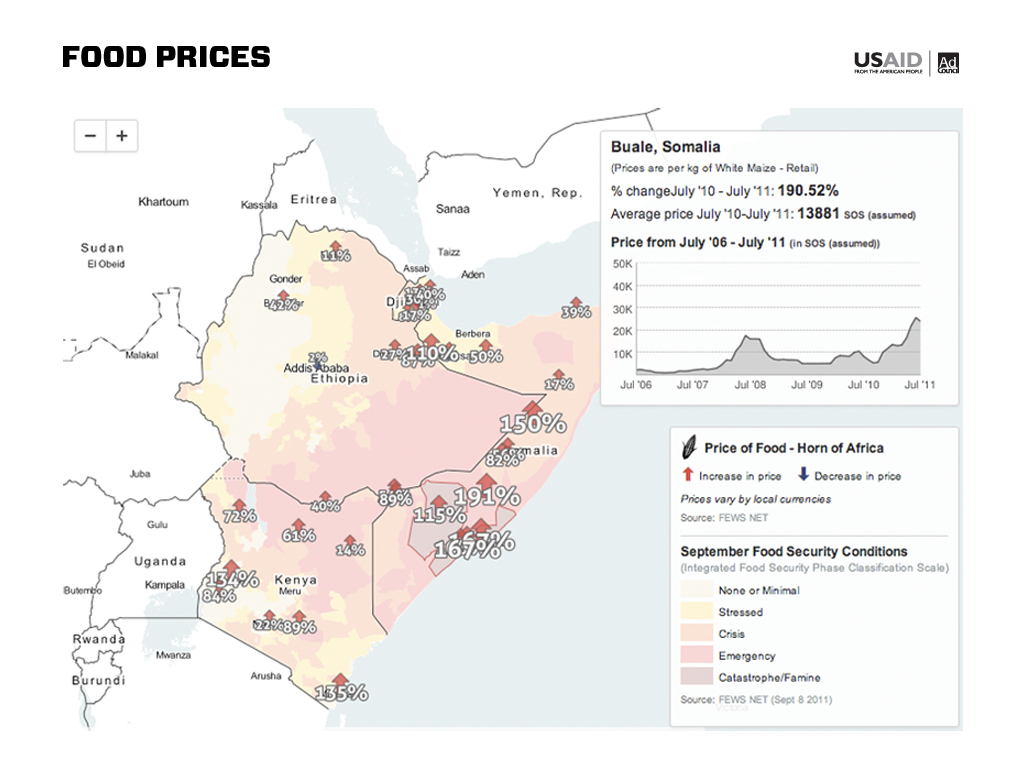 FOOD PRICES
USAID
FROM THE AMERICAN PEOPLE
Ad
Council
− +
Buale, Somalia
(Prices are per kg of White Maize - Retail)
% changeJuly '10 - July '11: 190.52%
Average price July '10-July '11: 13881 SOS (assumed)
Price from July '06 - July '11 (in SOS (assumed))
50K
40K
30K
20K
10K
Jul '06 Jul '07 Jul '08 Jul '09 Jul '10 Jul '11
Price of Food - Horn of Africa
Increase in price Decrease in price
Prices vary by local currencies
Source: FEWS NET
September Food Security Conditions
(Integrated Food Security Phase Classification Scale)
None or Minimal
Stressed
Crisis
Emergency
Catastrophe/Famine
Source: FEWS NET (Sept 8 2011)
Victoria
Khartoum
Kassala
Eritrea
Yemen, Rep.
Sanaa
Sudan
El Obeid
Taizz
11%
Assab
Aden
Gonder
42%
17%
39%
Berbera
Malakal
2%
Addis Ababa
Ethiopia
27%
110%
50%
17%
150%
82%
Juba
89%
191%
40%
72%
115%
Gulu
61%
14%
167%
Uganda
Kampala
134%
84%
Kenya
Meru
Butembo
22%
89%
Rwanda
Mwanza
Burundi
Arusha
135%